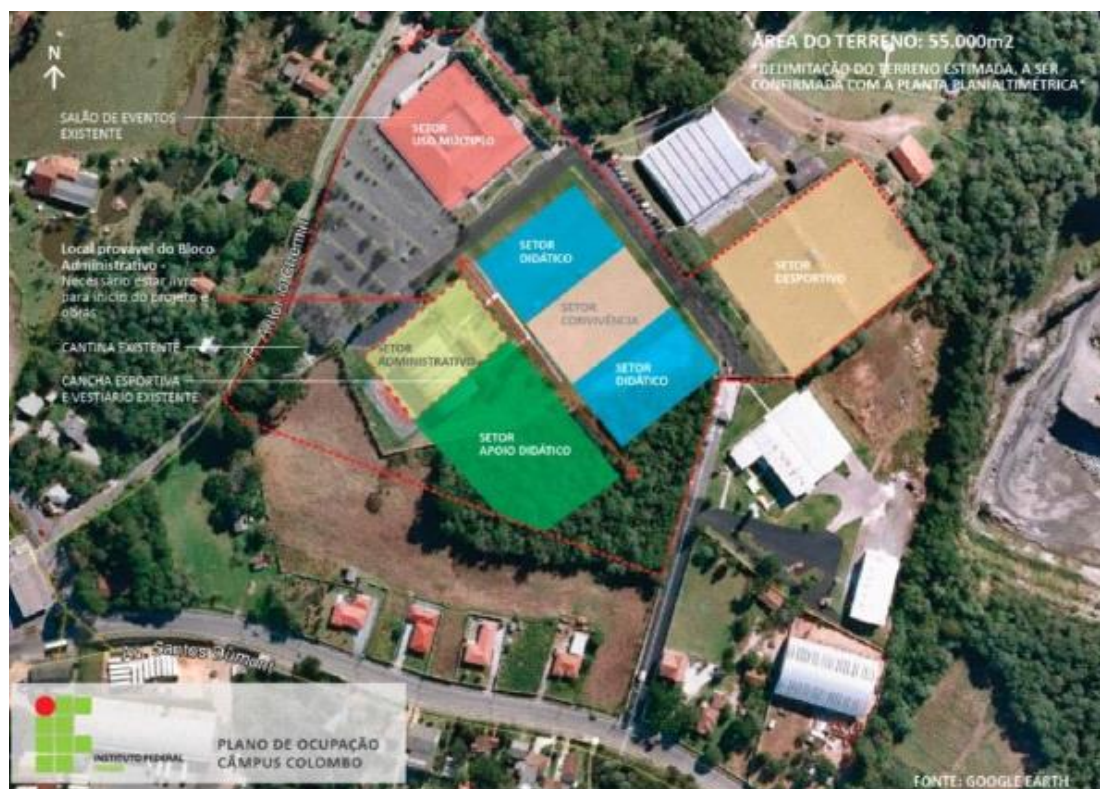 N
ÁREA DO TERRENO: 55.000m2
*DELIMITAÇÃO DO TERRENO ESTIMADA, A SER
CONFIRMADA COM A PLANTA PLANIALTIMÉTRICA*
SALÃO DE EVENTOS
EXISTENTE
SETOR
USO MÚLTIPLO
Local provável do Bloco
Administrativo -
Necessário estar livre
para início do projeto e
obras
SETOR
DIDÁTICO
SETOR
CONVIVÊNCIA
SETOR
DESPORTIVO
CANTINA EXISTENTE
SETOR
ADMINISTRATIVO
SETOR
DIDÁTICO
CANCHA ESPORTIVA
E VESTIÁRIO EXISTENTE
SETOR
APOIO DIDÁTICO
Av. Santos Dumont
INSTITUTO FEDERAL
PLANO DE OCUPAÇÃO
CÂMPUS COLOMBO
FONTE: GOOGLE EARTH